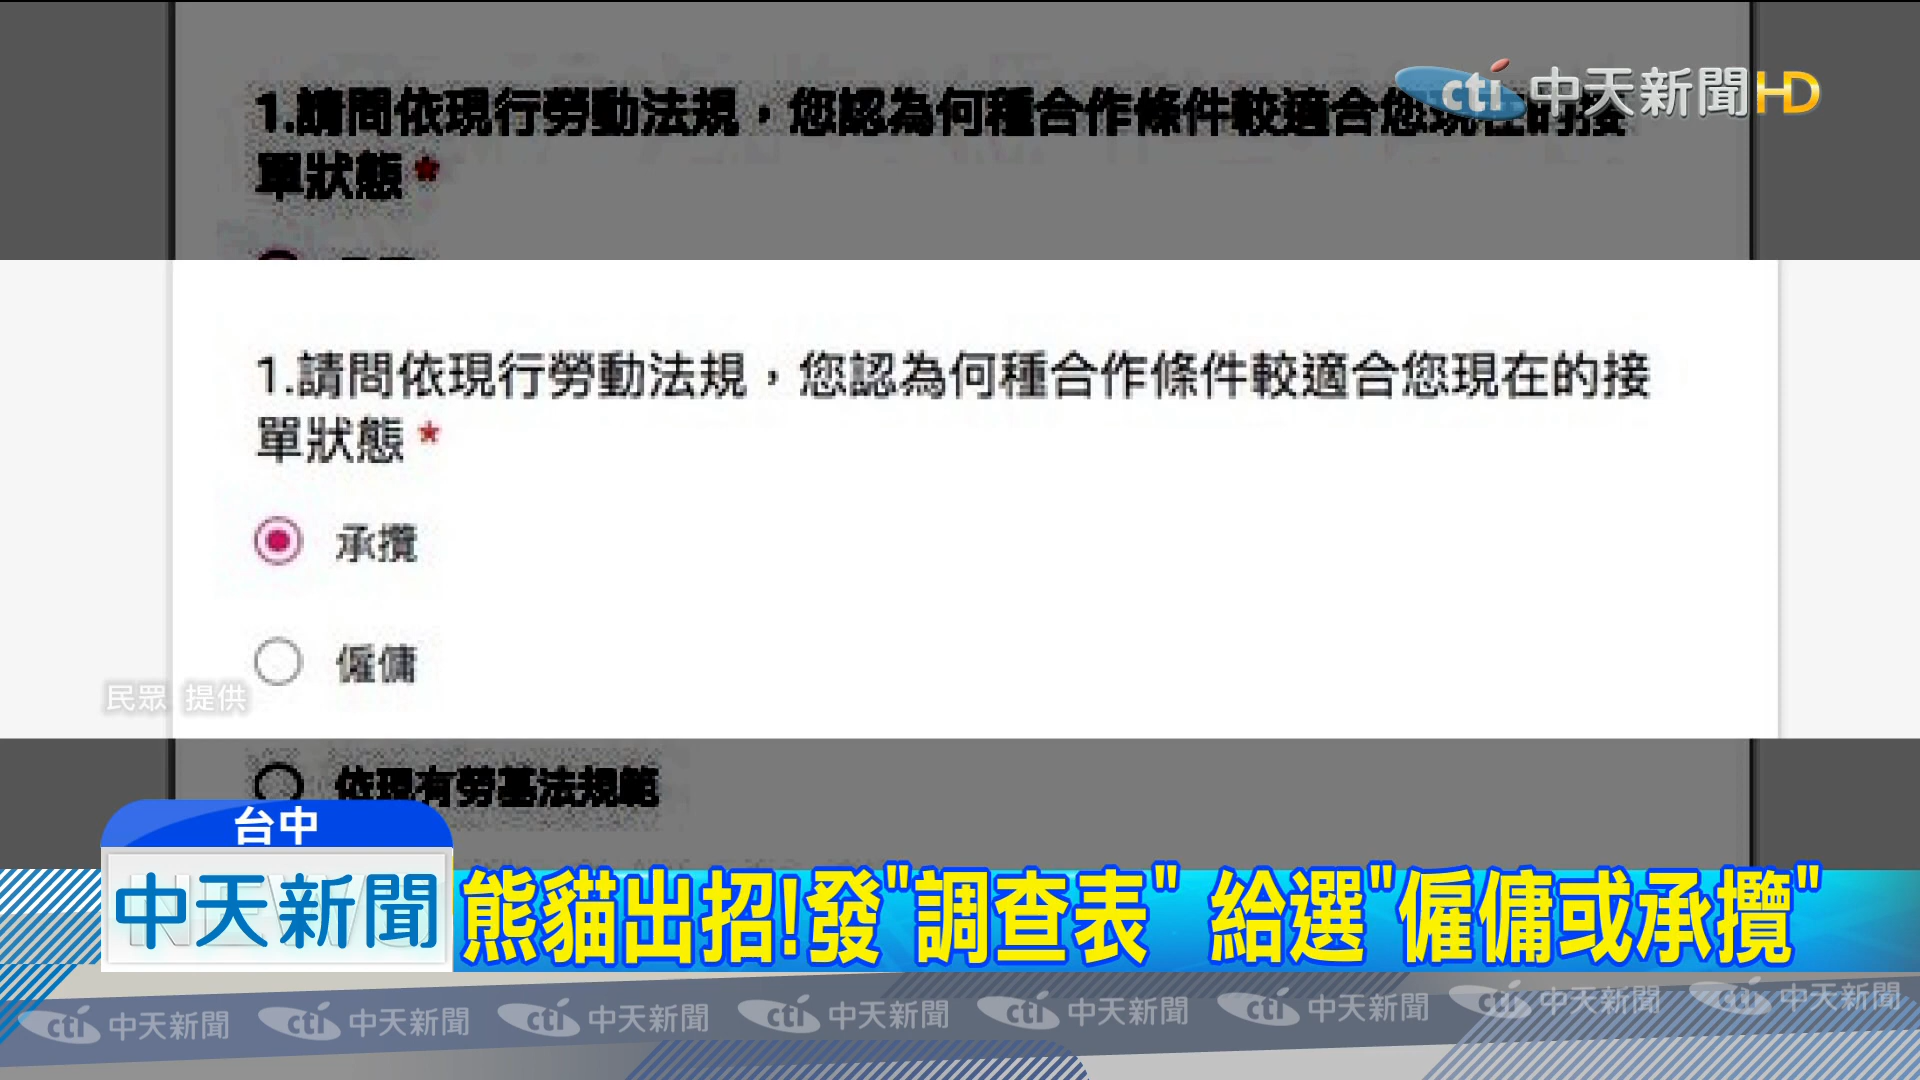 cti 中天新聞HD
1.請問依現行勞動法規，您認為何種合作條件較適合您現在的接
單狀態 *
1.請問依現行勞動法規，您認為何種合作條件較適合您現在的接
單狀態 *
承攬
僱傭
民眾 提供
依現有勞基法規範
台中
中天新聞
熊貓出招!發"調查表" 給選"僱傭或承攬"
cti 中天新聞 cti 中天新聞 cti 中天新聞 cti 中天新聞 cti 中天新聞 cti 中天新聞 cti 中天新聞 cti 中天新聞